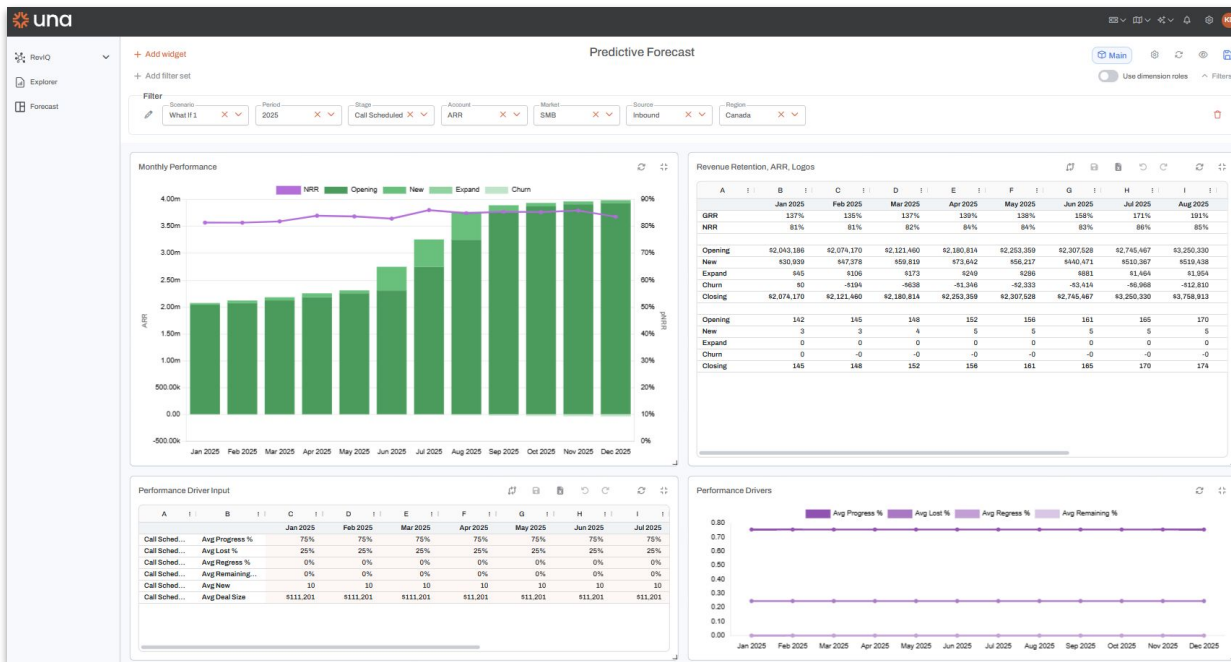 una
RevIQ
Explorer
Forecast
+ Add widget
Predictive Forecast
Main
+ Add filter set
Use dimension roles
Filters
Filter
Scenario Period Stage Account Market Source Region
What If 1 2025 Call Scheduled ARR SMB Inbound Canada
Monthly Performance
NRR Opening New Expand Churn
4.00m 90%
3.50m 80%
3.00m 70%
2.50m 60%
2.00m 50%
1.50m 40%
1.00m 30%
500.00k 20%
0.00 10%
-500.00k 0%
ARR
pNRR
Jan 2025 Feb 2025 Mar 2025 Apr 2025 May 2025 Jun 2025 Jul 2025 Aug 2025 Sep 2025 Oct 2025 Nov 2025 Dec 2025
Revenue Retention, ARR, Logos
A B C D E F G H I
Jan 2025 Feb 2025 Mar 2025 Apr 2025 May 2025 Jun 2025 Jul 2025 Aug 2025
GRR 137% 135% 137% 139% 138% 158% 171% 191%
NRR 81% 81% 82% 84% 84% 83% 86% 85%
Opening $2,043,186 $2,074,170 $2,121,460 $2,180,814 $2,253,359 $2,307,528 $2,745,467 $3,250,330
New $30,939 $47,378 $59,819 $73,642 $56,217 $440,471 $510,367 $519,438
Expand $45 $106 $173 $249 $286 $881 $1,464 $1,954
Churn $0 -$194 -$638 -$1,346 -$2,333 -$3,414 -$6,968 -$12,810
Closing $2,074,170 $2,121,460 $2,180,814 $2,253,359 $2,307,528 $2,745,467 $3,250,330 $3,758,913
Opening 142 145 148 152 156 161 165 170
New 3 3 4 5 5 5 5 5
Expand 0 0 0 0 0 0 0 0
Churn 0 -0 -0 -0 -0 -0 -0 -0
Closing 145 148 152 156 161 165 170 174
Performance Driver Input
A B C D E F G H I
Jan 2025 Feb 2025 Mar 2025 Apr 2025 May 2025 Jun 2025 Jul 2025
Call Sched... Avg Progress % 75% 75% 75% 75% 75% 75% 75%
Call Sched... Avg Lost % 25% 25% 25% 25% 25% 25% 25%
Call Sched... Avg Regress % 0% 0% 0% 0% 0% 0% 0%
Call Sched... Avg Remaining... 0% 0% 0% 0% 0% 0% 0%
Call Sched... Avg New 10 10 10 10 10 10 10
Call Sched... Avg Deal Size $111,201 $111,201 $111,201 $11,201 $11,201 $11,201 $11,201
Performance Drivers
Avg Progress % Avg Lost % Avg Regress % Avg Remaining %
0.80
0.70
0.60
0.50
0.40
0.30
0.20
0.10
0.00
Jan 2025 Feb 2025 Mar 2025 Apr 2025 May 2025 Jun 2025 Jul 2025 Aug 2025 Sep 2025 Oct 2025 Nov 2025 Dec 2025